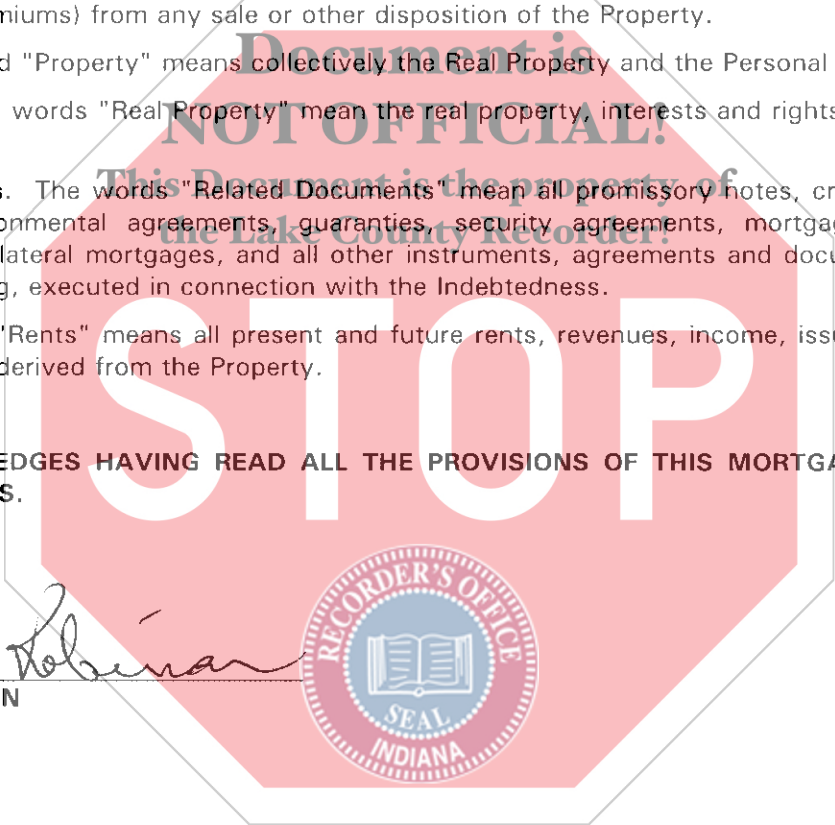 niums) from any sale or other disposition of the Property.
Document is
d "Property" means collectively the Real Property and the Personal
words "Real Property" mean the real property, interests and rights
NOT OFFICIAL!
This Document is the property of
s. The words "Related Documents" mean all promissory notes, cr
onmental agreements, guaranties, security agreements, mortgag
the Lake County Recorder!
lateral mortgages, and all other instruments, agreements and docu
g, executed in connection with the Indebtedness.
"Rents" means all present and future rents, revenues, income, iss
derived from the Property.
STOP
EDGES HAVING READ ALL THE PROVISIONS OF THIS MORTGA
S.
Robinson
N
RECORDER'S OFFICE
SEAL
INDIANA